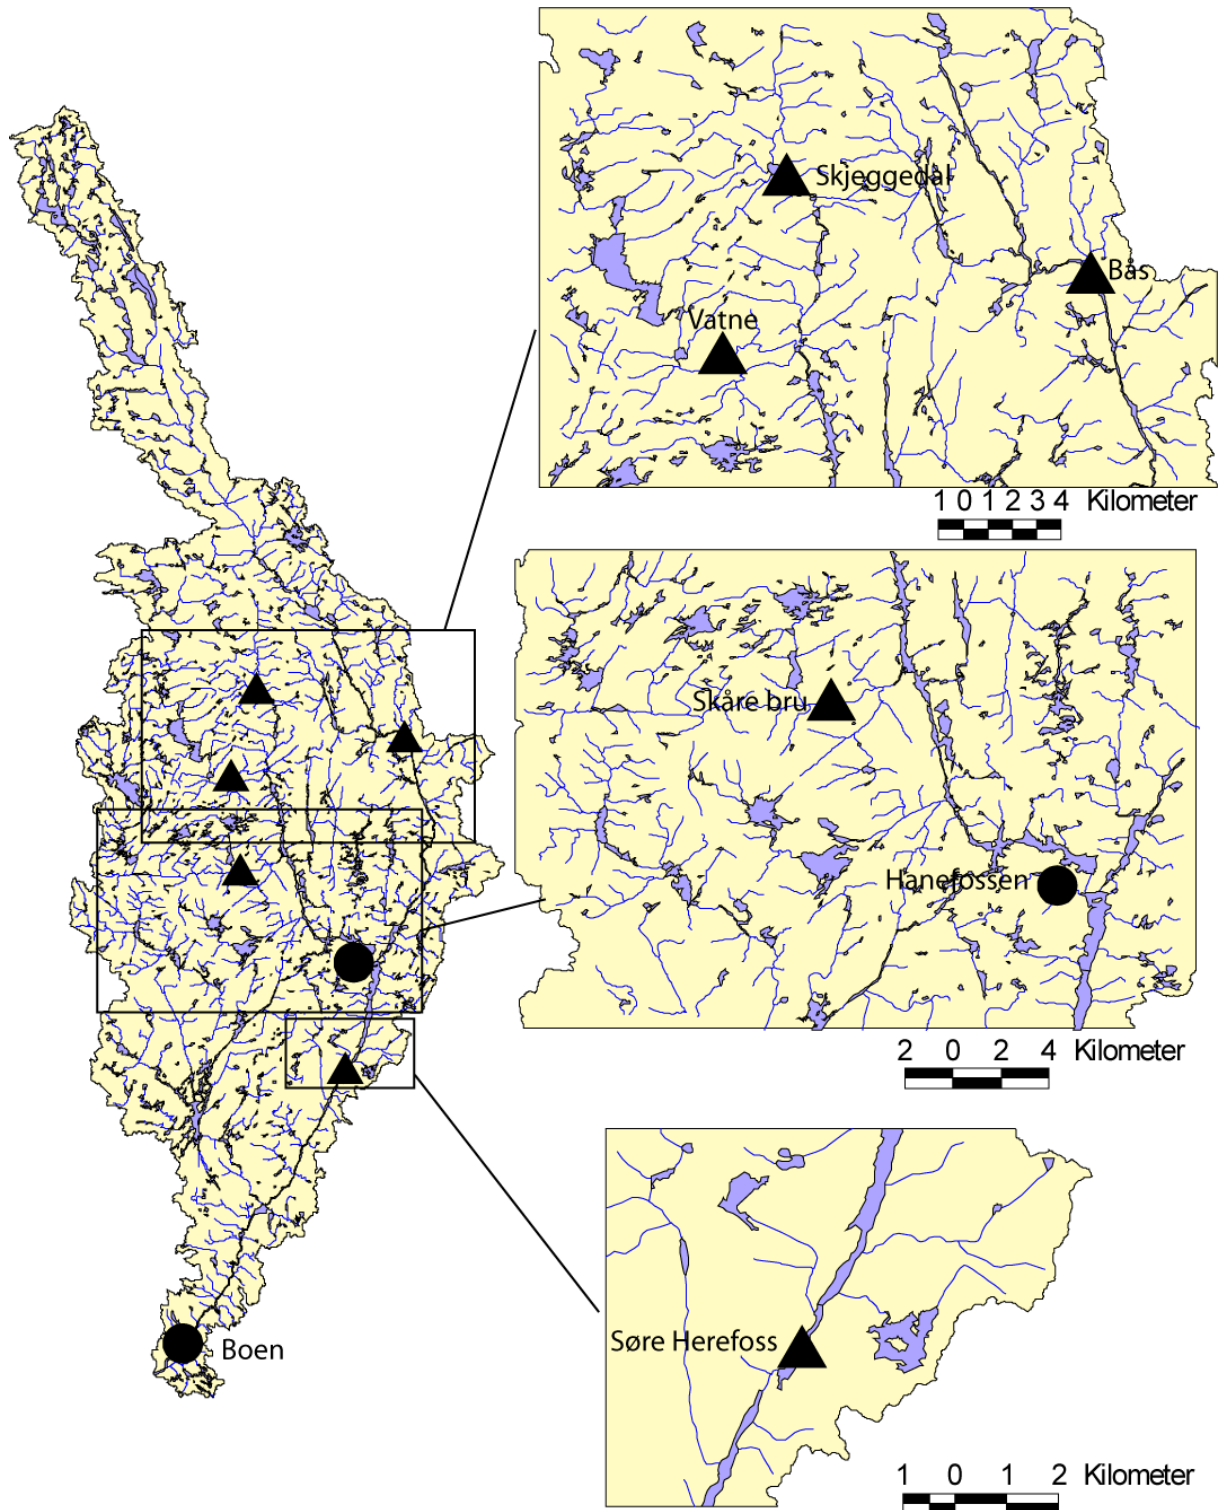 Skjeggedal
Bås
Vatne
1 0 1 2 3 4 Kilometer
Skåre bru
Hanefossen
2 0 2 4 Kilometer
Søre Herefoss
Boen
1 0 1 2 Kilometer